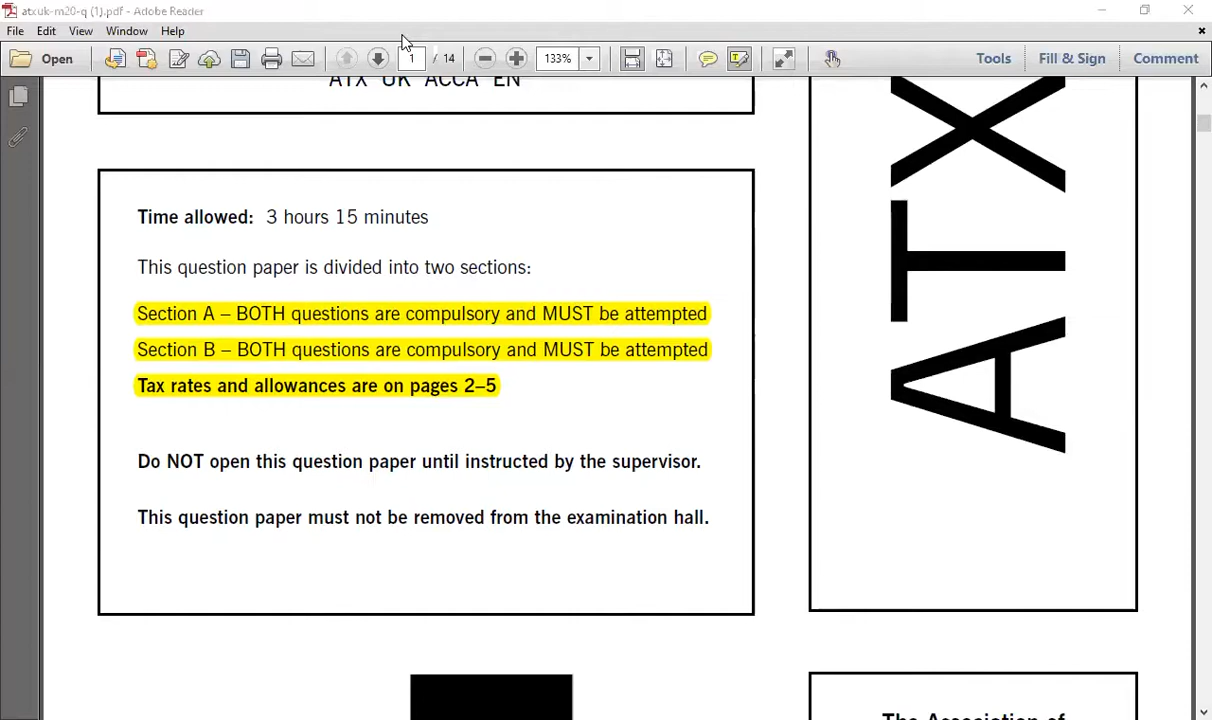 atxuk-m20-q (1).pdf - Adobe Reader
File Edit View Window Help
Open 1 / 14 133% Tools Fill & Sign Comment
ATX UK ACCA EN
Time allowed: 3 hours 15 minutes
This question paper is divided into two sections:
Section A – BOTH questions are compulsory and MUST be attempted
Section B – BOTH questions are compulsory and MUST be attempted
Tax rates and allowances are on pages 2–5
Do NOT open this question paper until instructed by the supervisor.
This question paper must not be removed from the examination hall.
ATX
The Association of